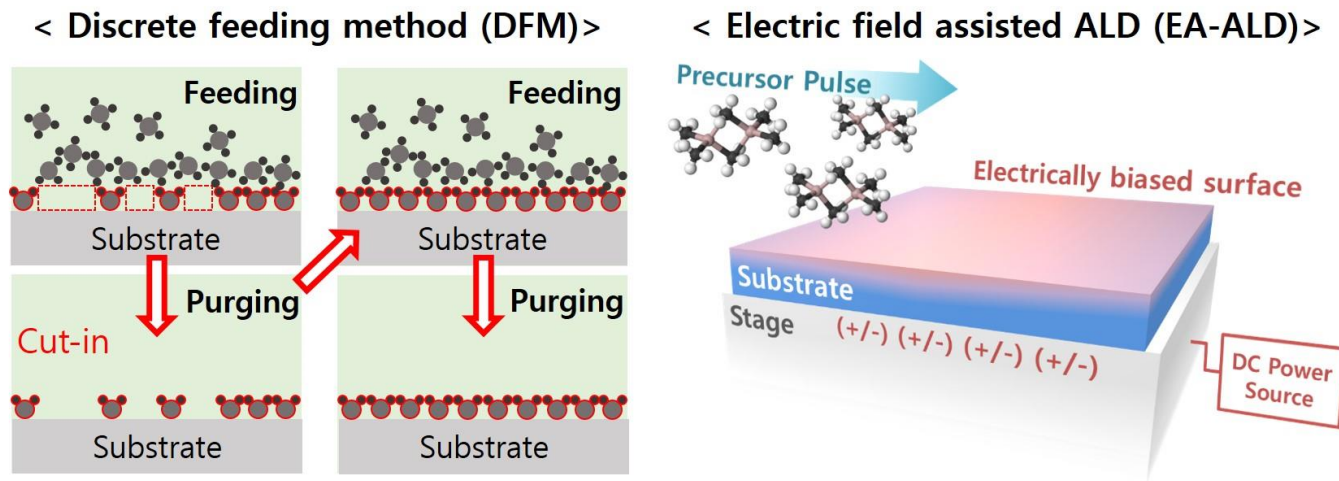 < Discrete feeding method (DFM)>
Feeding
Substrate
Feeding
Substrate
Purging
Cut-in
Substrate
Purging
Substrate
< Electric field assisted ALD (EA-ALD)>
Precursor Pulse
Electrically biased surface
Substrate
Stage
(+/-) (+/-) (+/-) (+/-)
DC Power
Source